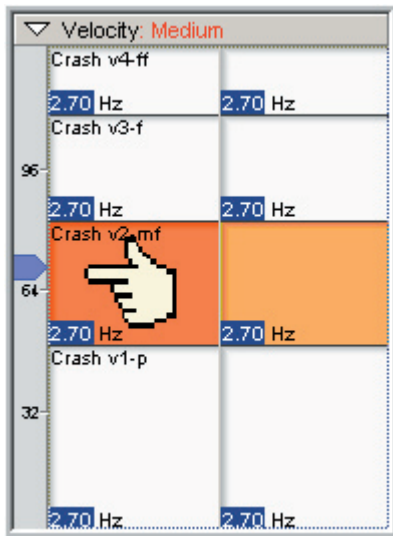 Velocity: Medium
Crash v4-ff
2.70 Hz 2.70 Hz
Crash v3-f
96
2.70 Hz 2.70 Hz
Crash v2-mf
64
2.70 Hz 2.70 Hz
Crash v1-p
32
2.70 Hz 2.70 Hz